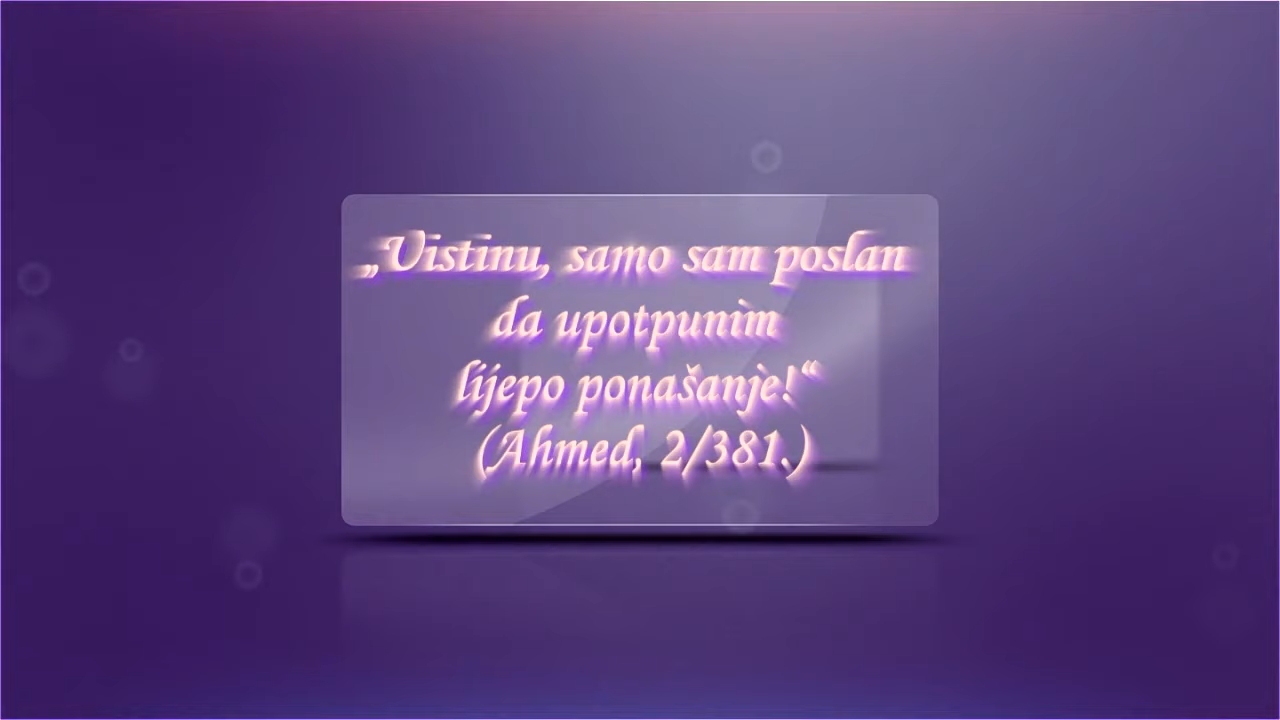 „Uistinu, samo sam poslan
da upotpunim
lijepo ponašanje!“
(Ahmed, 2/381.)